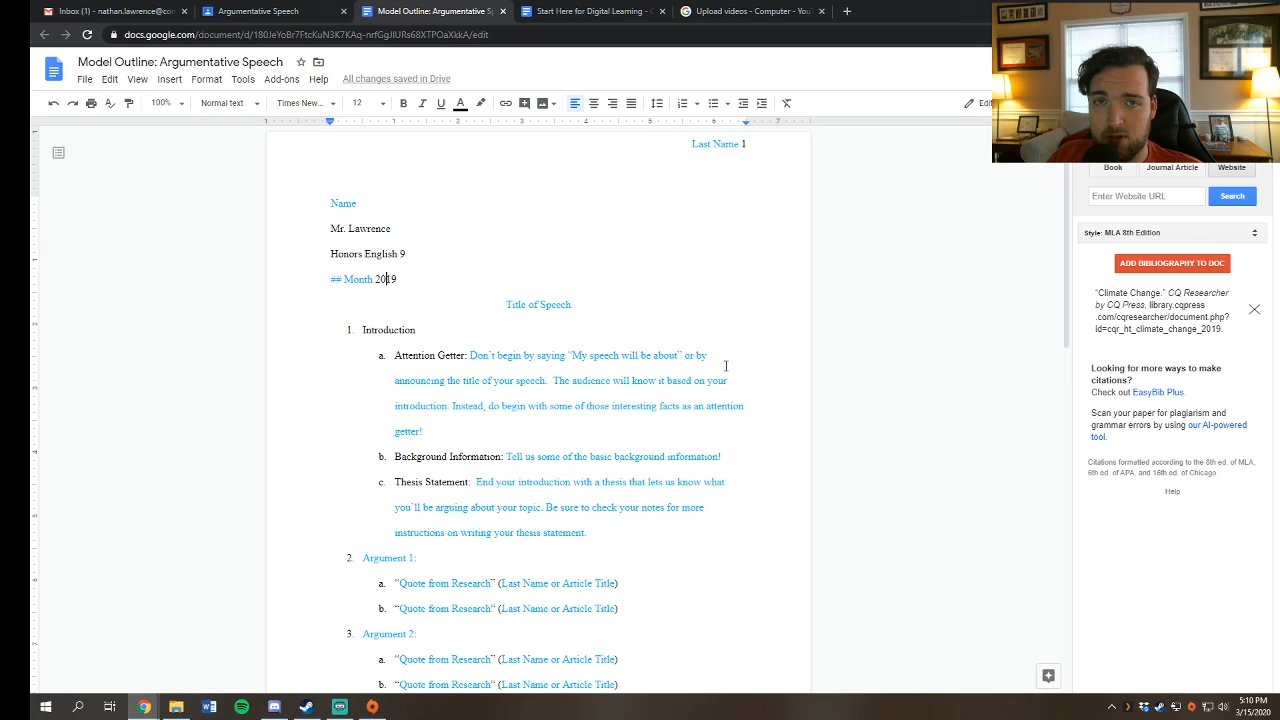 Inbox (1) - nathan.lawrence@cor
Argumentative Speech
Model Outline: Argumentative S
Start Here for Digital Learning - G
Upload videos - Computer - You
docs.google.com/document/d/
Model Outline: Argumentative Speech
File Edit View Insert Format Tools Add-ons Help All changes saved in Drive
100% Normal text Times New... 12
1 1 2 3 4 5 6 7
Last Name 1
Name
Mr. Lawrence
Honors English 9
## Month 2019
Title of Speech
1. Introduction
a. Attention Getter: Don't begin by saying “My speech will be about” or by
announcing the title of your speech. The audience will know it based on your
introduction. Instead, do begin with some of those interesting facts as an attention
getter!
b. Background Information: Tell us some of the basic background information!
c. Thesis Statement: End your introduction with a thesis that lets us know what
you'll be arguing about your topic. Be sure to check your notes for more
instructions on writing your thesis statement.
2. Argument 1:
a. “Quote from Research” (Last Name or Article Title)
b. “Quote from Research“ (Last Name or Article Title)
3. Argument 2:
a. “Quote from Research” (Last Name or Article Title)
b. “Quote from Research“ (Last Name or Article Title)
Book Journal Article Website
Enter Website URL Search
Style: MLA 8th Edition
ADD BIBLIOGRAPHY TO DOC
“Climate Change.” CQ Researcher
by CQ Press, library.cqpress
.com/cqresearcher/document.php?
id=cqr_ht_climate_change_2019.
Looking for more ways to make
citations?
Check out EasyBib Plus.
Scan your paper for plagiarism and
grammar errors by using our AI-powered
tool.
Citations formatted according to the 8th ed. of MLA,
6th ed. of APA, and 16th ed. of Chicago.
Help
5:10 PM
3/15/2020